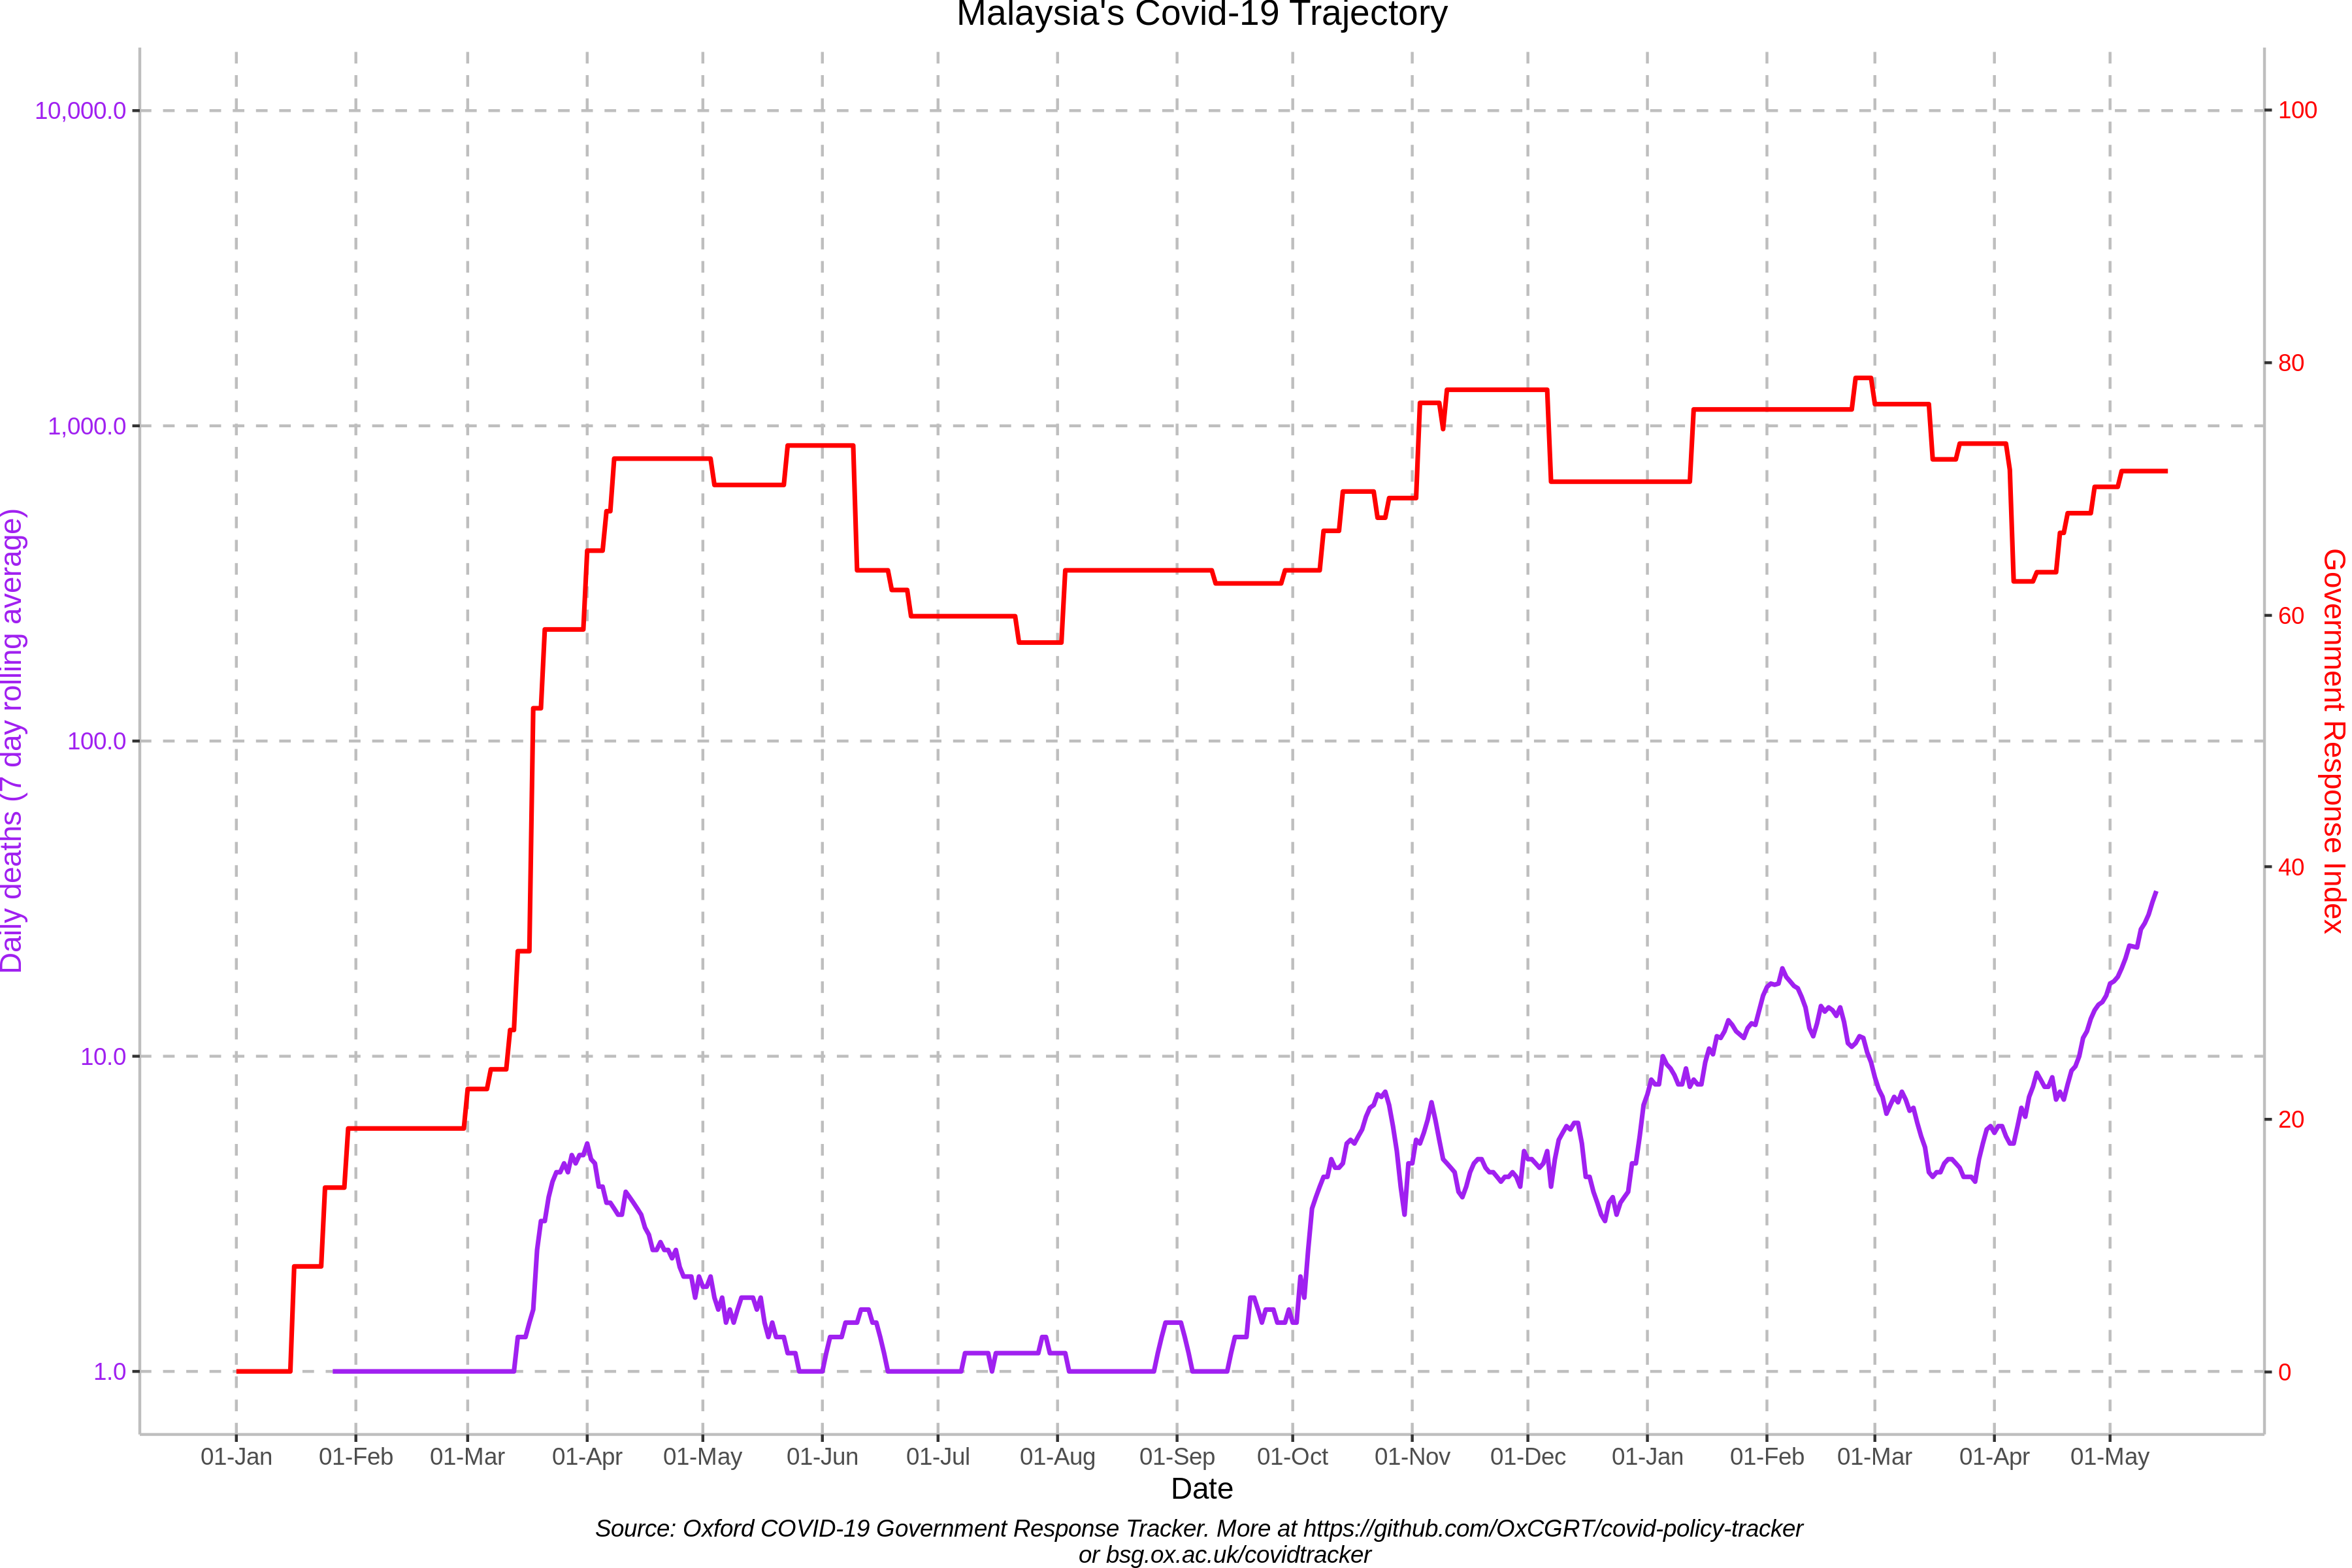 Malaysia's Covid-19 Trajectory
Daily deaths (7 day rolling average)
10,000.0
1,000.0
100.0
10.0
1.0
100
80
60
40
20
0
Government Response Index
01-Jan 01-Feb 01-Mar 01-Apr 01-May 01-Jun 01-Jul 01-Aug 01-Sep 01-Oct 01-Nov 01-Dec 01-Jan 01-Feb 01-Mar 01-Apr 01-May
Date
Source: Oxford COVID-19 Government Response Tracker. More at https://github.com/OxCGRT/covid-policy-tracker
or bsg.ox.ac.uk/covidtracker